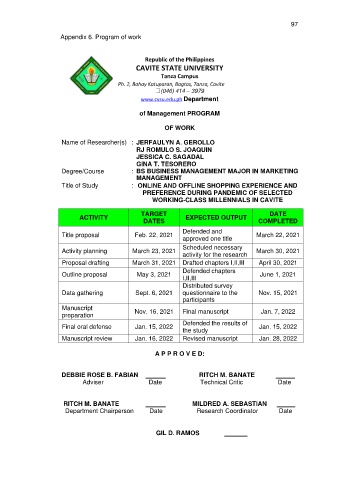 97
Appendix 6. Program of work
Republic of the Philippines
CAVITE STATE UNIVERSITY
Tanza Campus
Ph. 2, Bahay Katuparan, Bagtas, Tanza, Cavite
(046) 414 – 3979
www.cvsu.edu.ph Department
of Management PROGRAM
OF WORK
Name of Researcher(s) : JERFAULYN A. GEROLLO
RJ ROMULO S. JOAQUIN
JESSICA C. SAGADAL
GINA T. TESORERO
Degree/Course : BS BUSINESS MANAGEMENT MAJOR IN MARKETING
MANAGEMENT
Title of Study : ONLINE AND OFFLINE SHOPPING EXPERIENCE AND
PREFERENCE DURING PANDEMIC OF SELECTED
WORKING-CLASS MILLENNIALS IN CAVITE
ACTIVITY TARGET DATES EXPECTED OUTPUT DATE COMPLETED
Title proposal Feb. 22, 2021 Defended and approved one title March 22, 2021
Activity planning March 23, 2021 Scheduled necessary activity for the research March 30, 2021
Proposal drafting March 31, 2021 Drafted chapters I,II,III April 30, 2021
Outline proposal May 3, 2021 Defended chapters I,II,III June 1, 2021
Data gathering Sept. 6, 2021 Distributed survey questionnaire to the participants Nov. 15, 2021
Manuscript preparation Nov. 16, 2021 Final manuscript Jan. 7, 2022
Final oral defense Jan. 15, 2022 Defended the results of the study Jan. 15, 2022
Manuscript review Jan. 16, 2022 Revised manuscript Jan. 28, 2022
A P P R O V E D:
DEBBIE ROSE B. FABIAN RITCH M. BANATE
Adviser Date Technical Critic Date
RITCH M. BANATE MILDRED A. SEBASTIAN
Department Chairperson Date Research Coordinator Date
GIL D. RAMOS